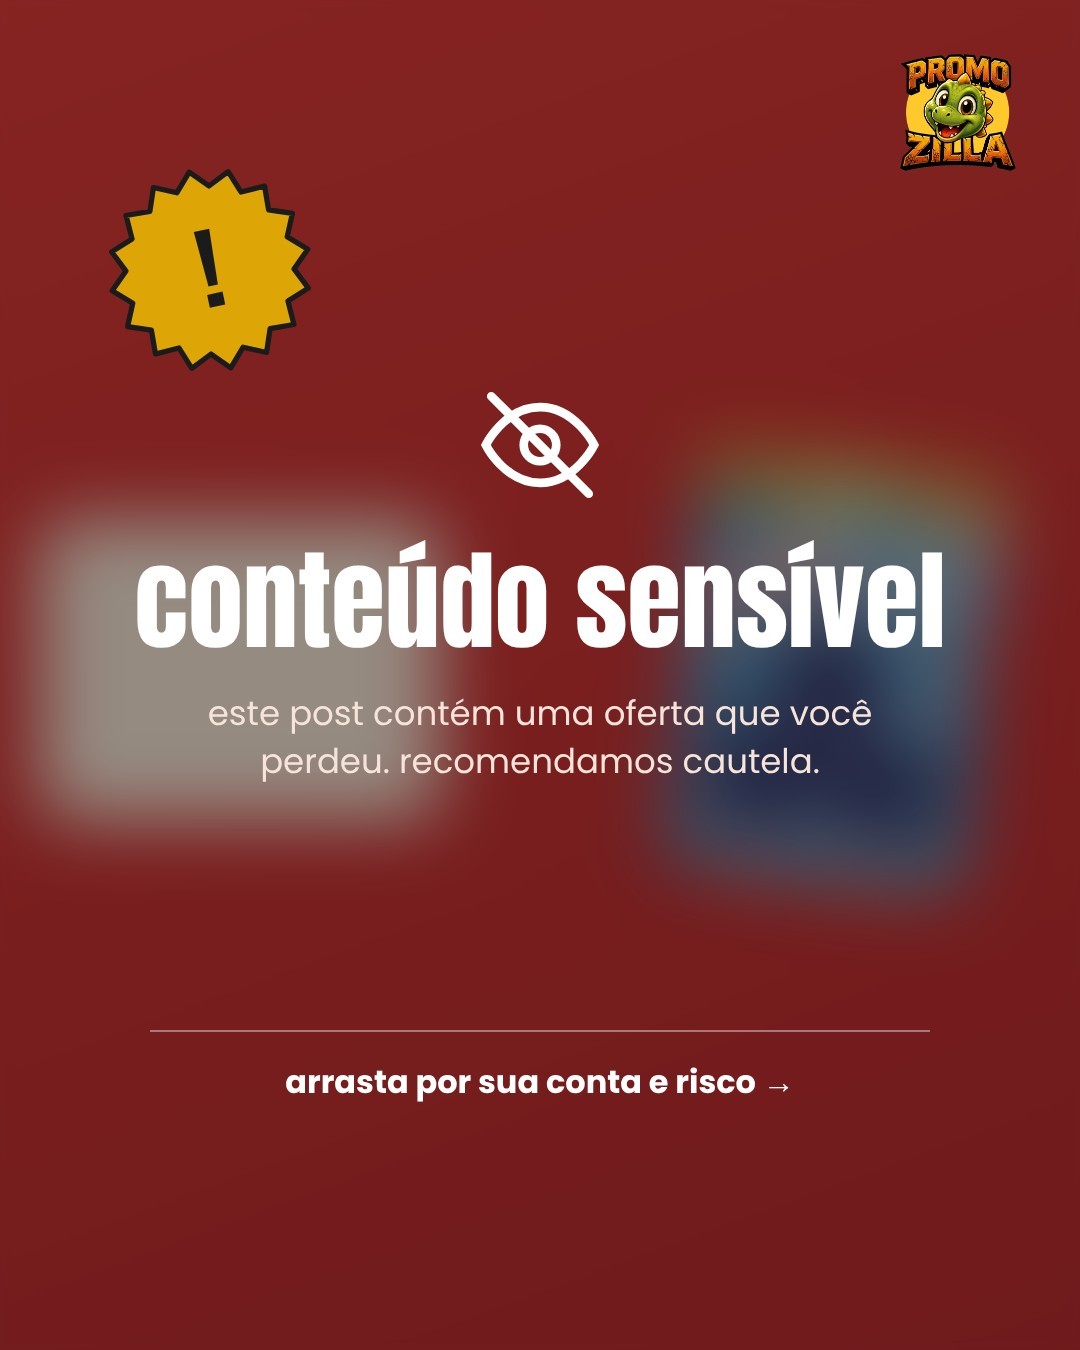 PROMO
ZILLA
!
conteúdo sensível
este post contém uma oferta que você
perdeu. recomendamos cautela.
arrasta por sua conta e risco →